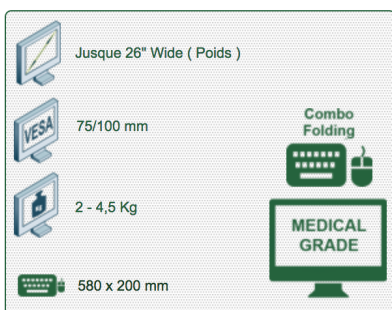 Jusque 26" Wide ( Poids )
VESA
75/100 mm
2 - 4,5 Kg
580 x 200 mm
Combo
Folding
MEDICAL
GRADE